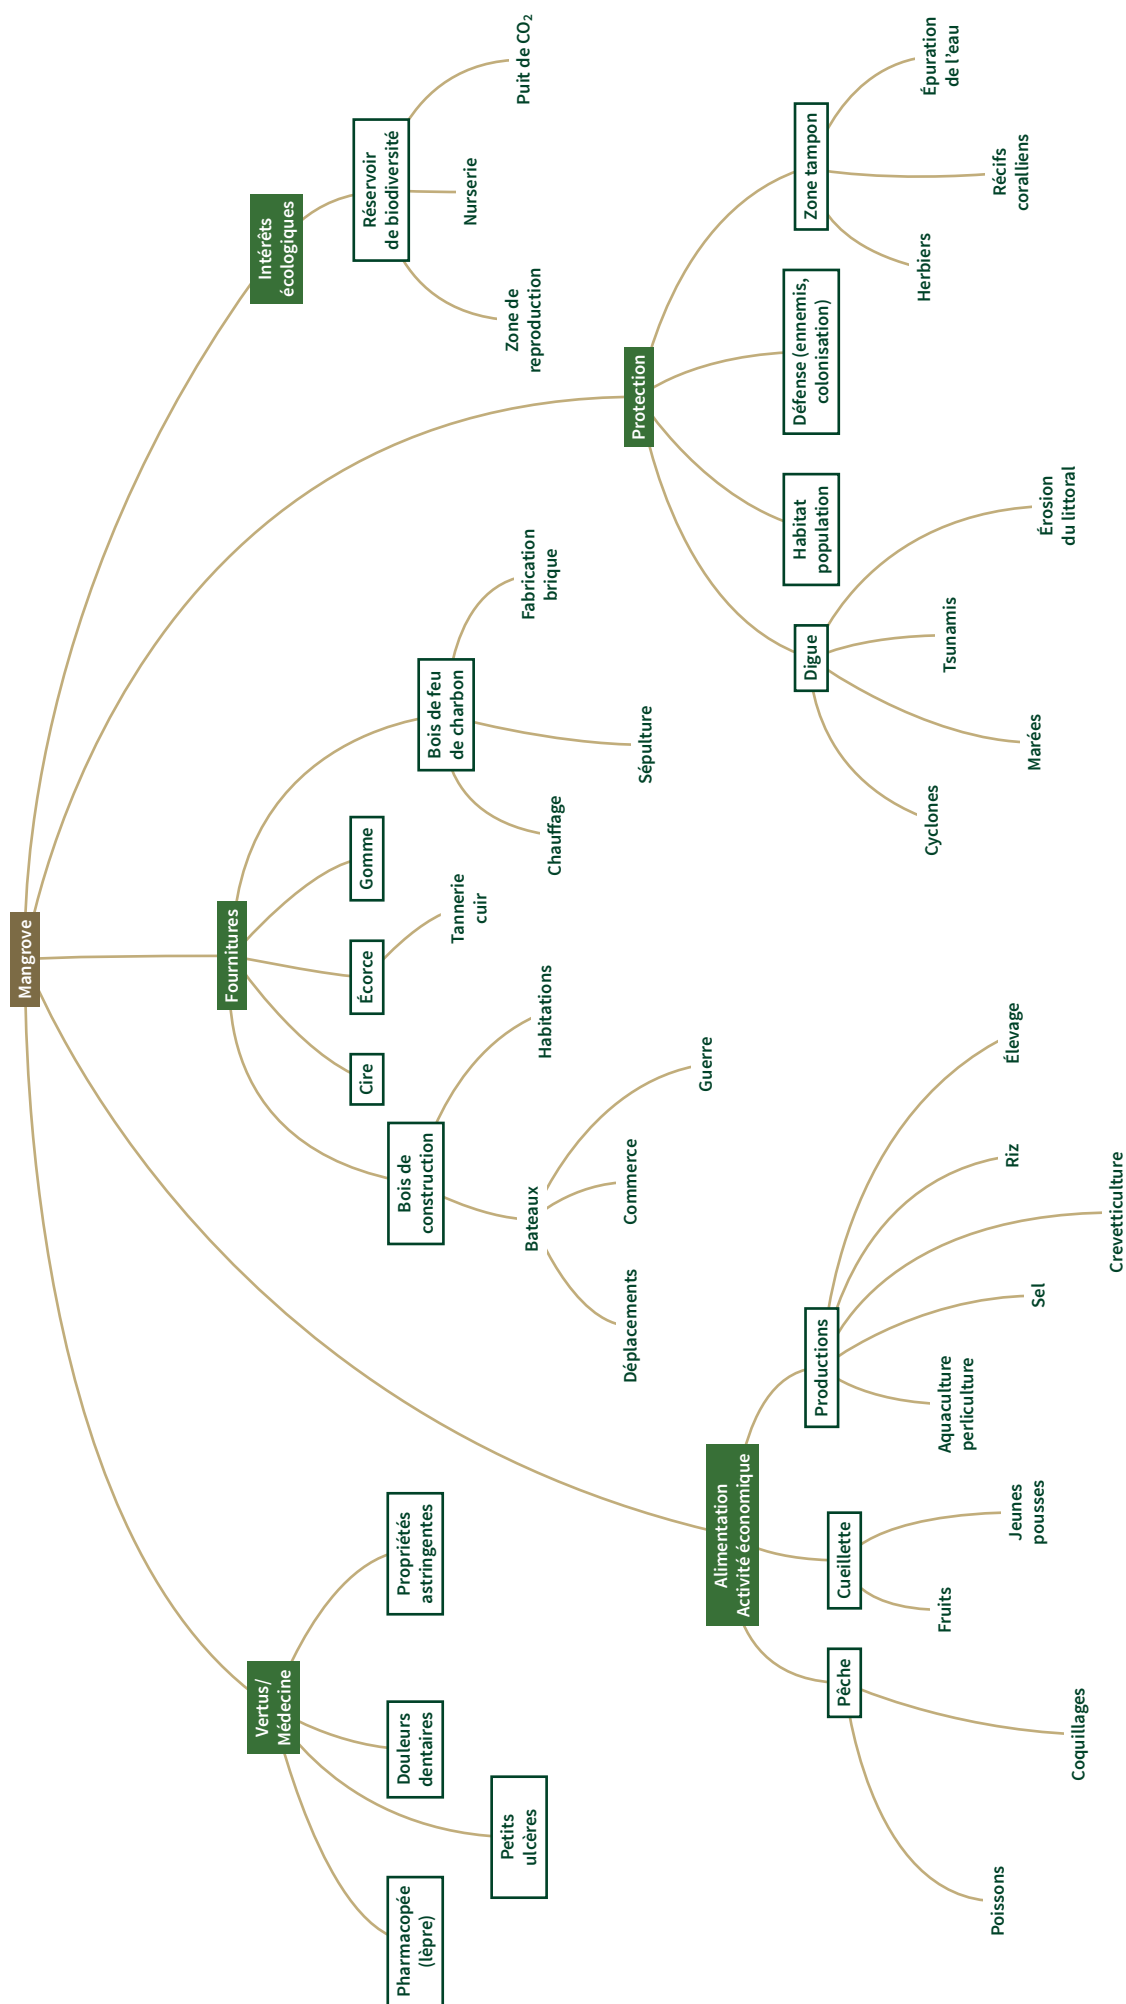 Mangrove
Vertus/
Médecine
Pharmacopée
(lèpre)
Petits
ulcères
Douleurs
dentaires
Propriétés
astringentes
Alimentation
Activité économique
Pêche
Poissons
Coquillages
Cueillette
Fruits
Jeunes
pousses
Productions
Aquaculture
perliculture
Sel
Crevetticulture
Riz
Élevage
Fournitures
Bois de
construction
Bateaux
Déplacements
Commerce
Guerre
Habitations
Cire
Écorce
Tannerie
cuir
Gomme
Bois de feu
de charbon
Chauffage
Sépulture
Fabrication
brique
Protection
Digue
Cyclones
Marées
Tsunamis
Érosion
du littoral
Habitat
population
Défense (ennemis,
colonisation)
Zone tampon
Herbiers
Récifs
coralliens
Épuration
de l'eau
Intérêts
écologiques
Réservoir
de biodiversité
Zone de
reproduction
Nurserie
Puit de CO₂